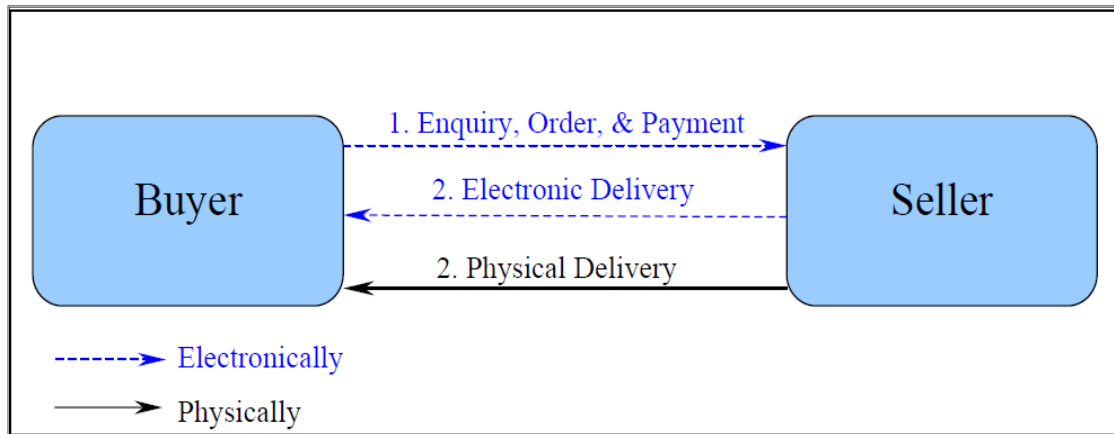 1. Enquiry, Order, & Payment
Buyer
2. Electronic Delivery
Seller
2. Physical Delivery
Electronically
Physically